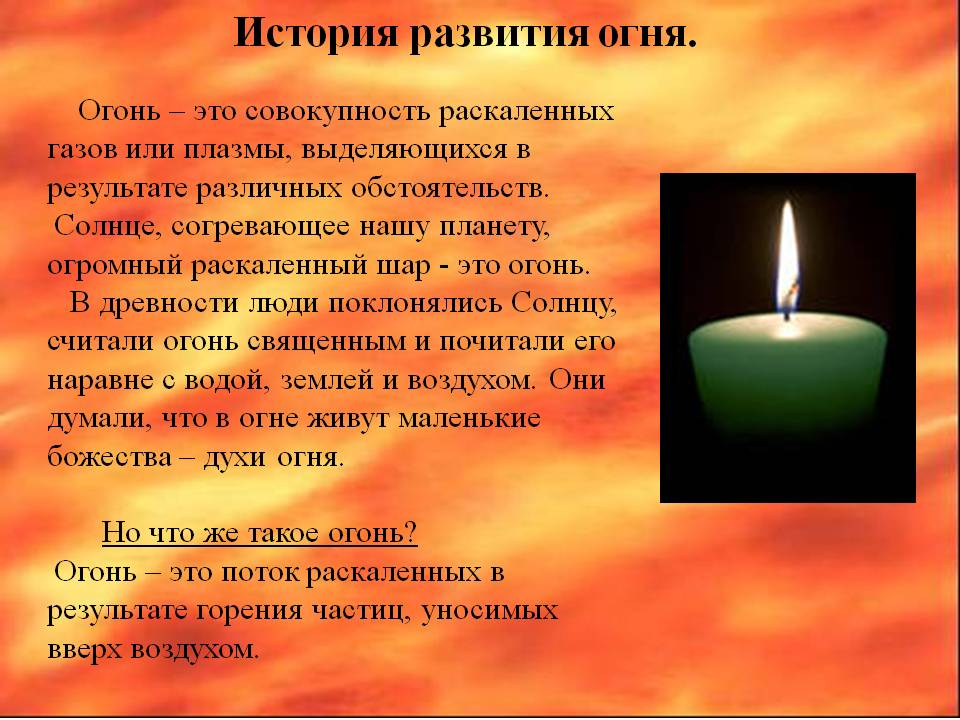 История развития огня.
Огонь – это совокупность раскаленных
газов или плазмы, выделяющихся в
результате различных обстоятельств.
Солнце, согревающее нашу планету,
огромный раскаленный шар - это огонь.
В древности люди поклонялись Солнцу,
считали огонь священным и почитали его
наравне с водой, землей и воздухом. Они
думали, что в огне живут маленькие
божества – духи огня.
Но что же такое огонь?
Огонь – это поток раскаленных в
результате горения частиц, уносимых
вверх воздухом.